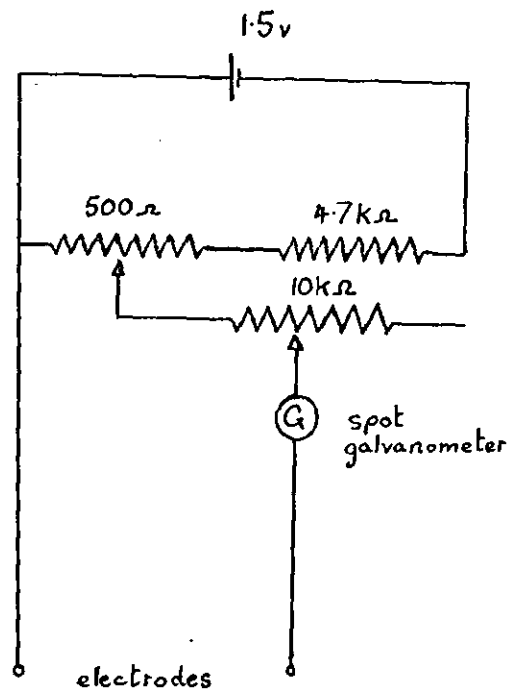 1.5v
500Ω
4.7kΩ
10kΩ
G
spot
galvanometer
electrodes